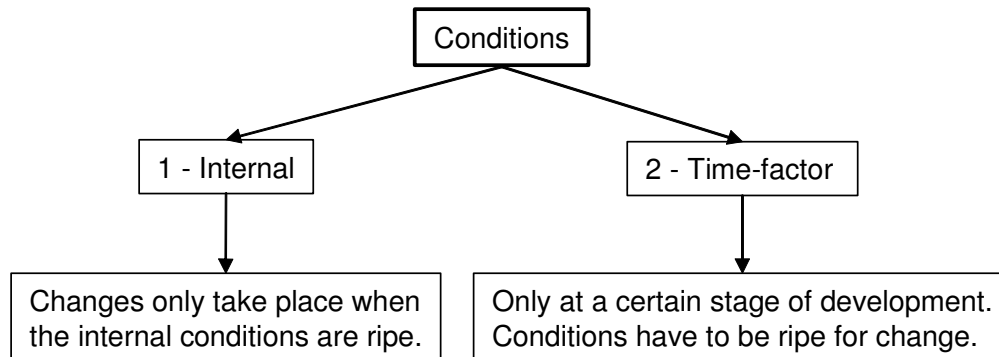 Conditions
1 - Internal
2 - Time-factor
Changes only take place when
the internal conditions are ripe.
Only at a certain stage of development.
Conditions have to be ripe for change.